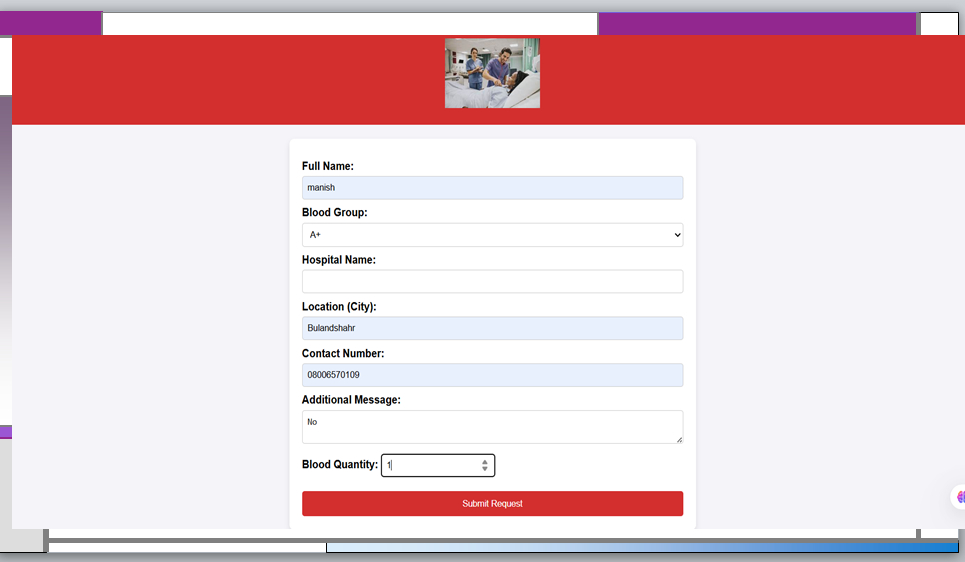 Full Name:
manish
Blood Group:
A+
Hospital Name:
Location (City):
Bulandshahr
Contact Number:
08006570109
Additional Message:
No
Blood Quantity: 1
Submit Request